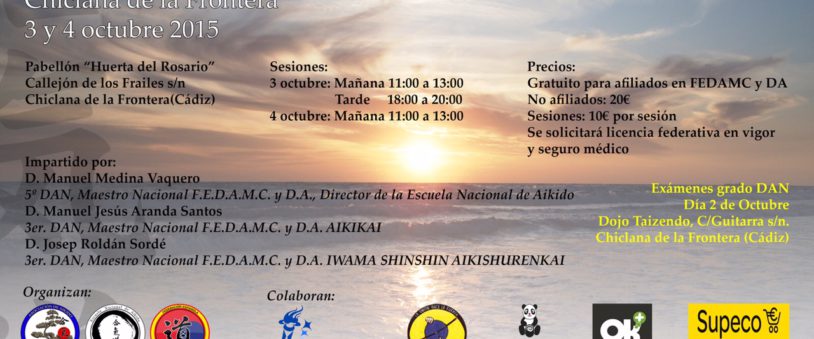 Chiclana de la Frontera
3 y 4 octubre 2015
Pabellón “Huerta del Rosario”
Callejón de los Frailes s/n
Chiclana de la Frontera(Cádiz)
Sesiones:
3 octubre: Mañana 11:00 a 13:00
Tarde 18:00 a 20:00
4 octubre: Mañana 11:00 a 13:00
Precios:
Gratuito para afiliados en FEDAMC y DA
No afiliados: 20€
Sesiones: 10€ por sesión
Se solicitará licencia federativa en vigor
y seguro médico
Impartido por:
D. Manuel Medina Vaquero
5º DAN, Maestro Nacional F.E.D.A.M.C. y D.A., Director de la Escuela Nacional de Aikido
D. Manuel Jesús Aranda Santos
3er. DAN, Maestro Nacional F.E.D.A.M.C. y D.A. AIKIKAI
D. Josep Roldán Sordé
3er. DAN, Maestro Nacional F.E.D.A.M.C. y D.A. IWAMA SHINSHIN AIKISHURENKAI
Exámenes grado DAN
Día 2 de Octubre
Dojo Taizendo, C/Guitarra s/n.
Chiclana de la Frontera (Cádiz)
Organizan:
道
Colaboran:
OK+
Supeco €